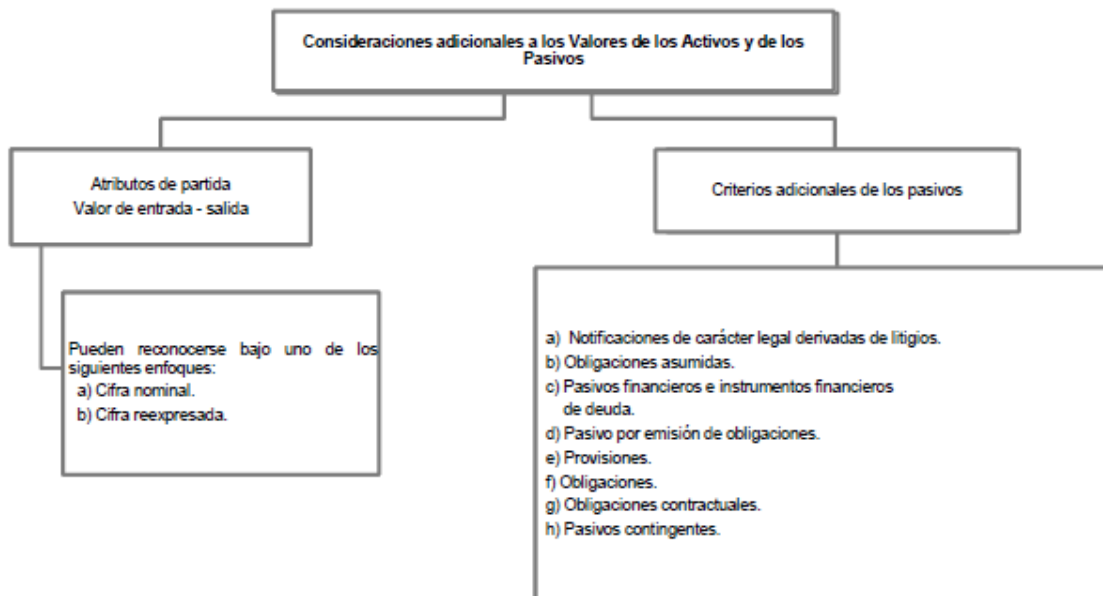 Consideraciones adicionales a los Valores de los Activos y de los
Pasivos
Atributos de partida
Valor de entrada - salida
Criterios adicionales de los pasivos
Pueden reconocerse bajo uno de los
siguientes enfoques:
a) Cifra nominal.
b) Cifra reexpresada.
a) Notificaciones de carácter legal derivadas de litigios.
b) Obligaciones asumidas.
c) Pasivos financieros e instrumentos financieros
de deuda.
d) Pasivo por emisión de obligaciones.
e) Provisiones.
f) Obligaciones.
g) Obligaciones contractuales.
h) Pasivos contingentes.